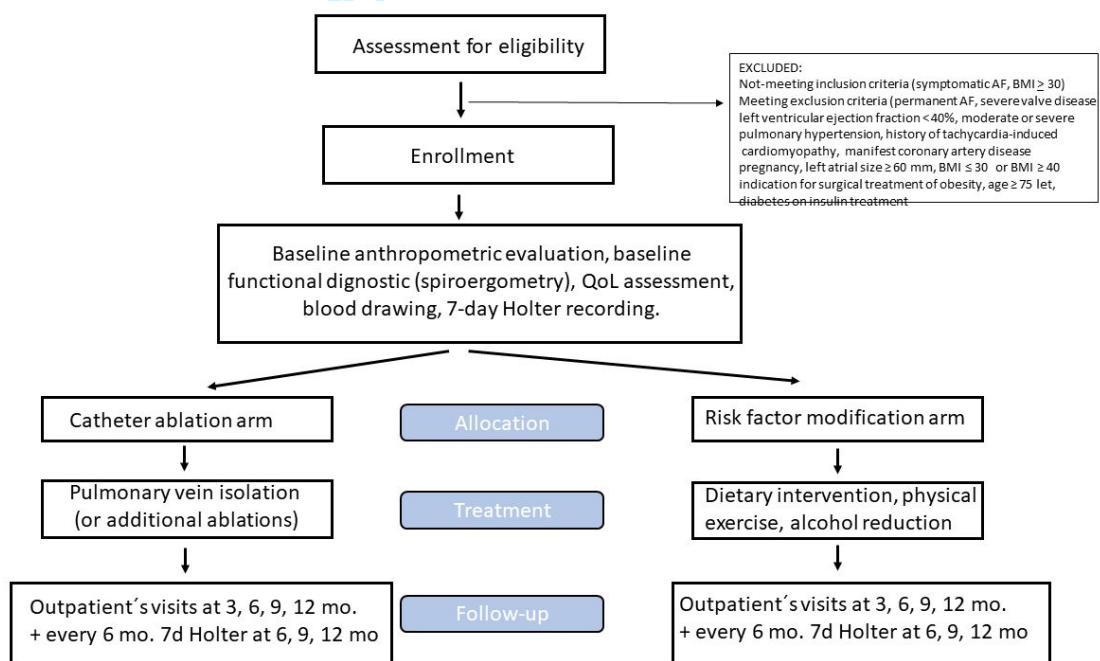 Assessment for eligibility
EXCLUDED:
Not-meeting inclusion criteria (symptomatic AF, BMI ≥ 30)
Meeting exclusion criteria (permanent AF, severe valve disease
left ventricular ejection fraction <40%, moderate or severe
pulmonary hypertension, history of tachycardia-induced
cardiomyopathy, manifest coronary artery disease
pregnancy, left atrial size ≥ 60 mm, BMI ≤ 30 or BMI ≥ 40
indication for surgical treatment of obesity, age ≥ 75 let,
diabetes on insulin treatment
Enrollment
Baseline anthropometric evaluation, baseline
functional dignostic (spiroergometry), QoL assessment,
blood drawing, 7-day Holter recording.
Catheter ablation arm
Allocation
Risk factor modification arm
Pulmonary vein isolation
(or additional ablations)
Treatment
Dietary intervention, physical
exercise, alcohol reduction
Outpatient´s visits at 3, 6, 9, 12 mo.
+ every 6 mo. 7d Holter at 6, 9, 12 mo
Follow-up
Outpatient´s visits at 3, 6, 9, 12 mo.
+ every 6 mo. 7d Holter at 6, 9, 12 mo